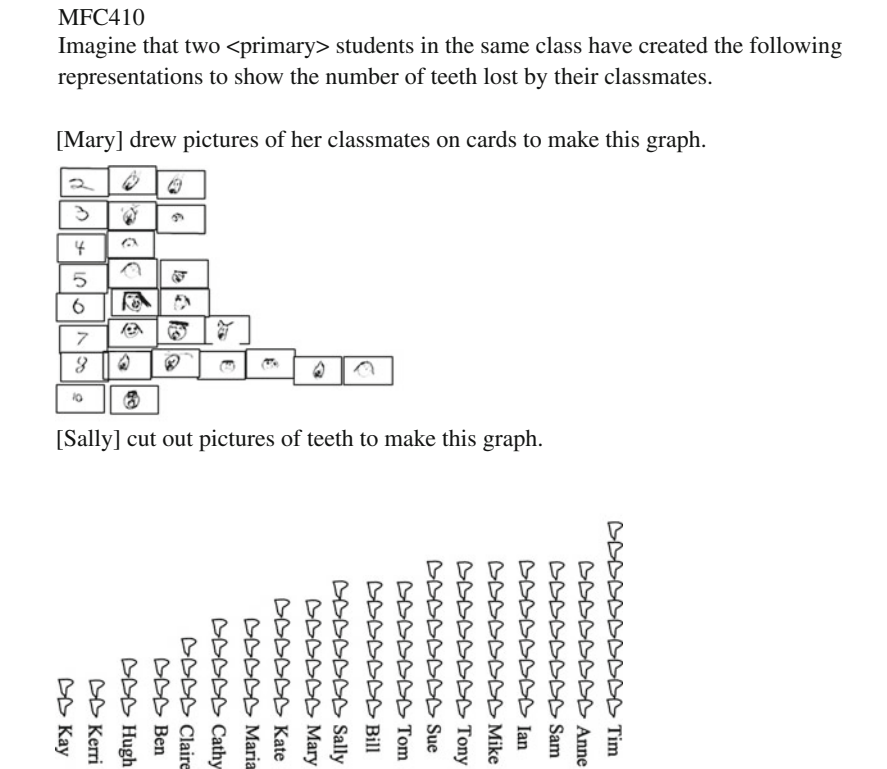 MFC410
Imagine that two <primary> students in the same class have created the following
representations to show the number of teeth lost by their classmates.
[Mary] drew pictures of her classmates on cards to make this graph.
2
3
4
5
6
7
8
10
[Sally] cut out pictures of teeth to make this graph.
Kay
Kerri
Hugh
Ben
Claire
Cathy
Maria
Kate
Mary
Sally
Bill
Tom
Sue
Tony
Mike
Ian
Sam
Anne
Tim